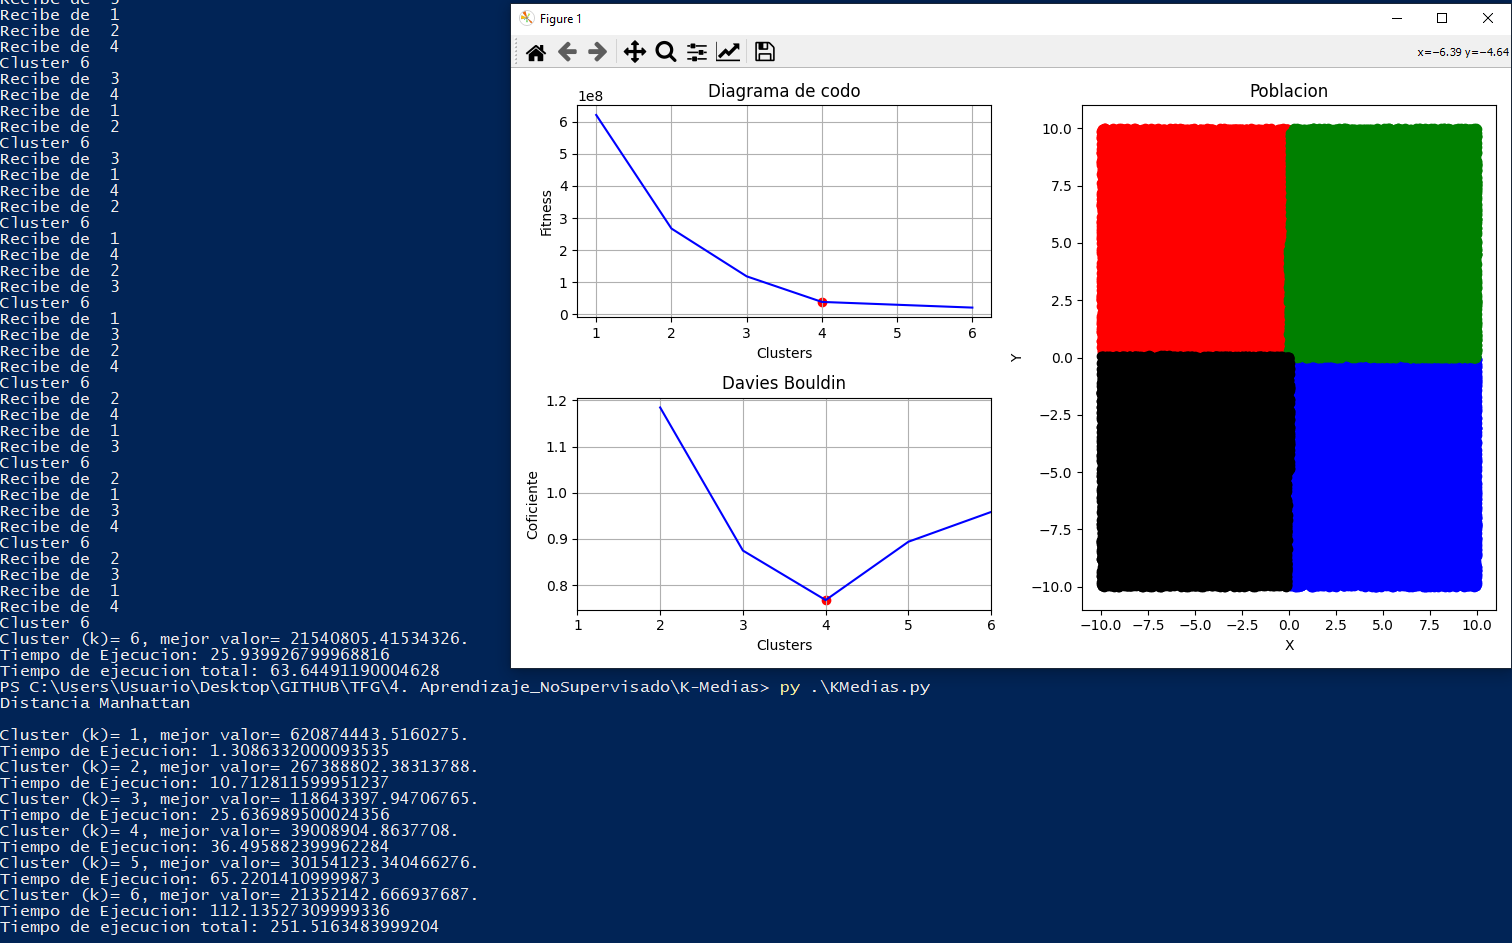 Recibe de  1
Recibe de  2
Recibe de  4
Cluster 6
Recibe de  3
Recibe de  4
Recibe de  1
Recibe de  2
Cluster 6
Recibe de  3
Recibe de  1
Recibe de  4
Recibe de  2
Cluster 6
Recibe de  1
Recibe de  4
Recibe de  2
Recibe de  3
Cluster 6
Recibe de  1
Recibe de  3
Recibe de  2
Recibe de  4
Cluster 6
Recibe de  2
Recibe de  4
Recibe de  1
Recibe de  3
Cluster 6
Recibe de  2
Recibe de  1
Recibe de  3
Recibe de  4
Cluster 6
Recibe de  2
Recibe de  3
Recibe de  1
Recibe de  4
Cluster 6
Cluster (k)= 6, mejor valor= 21540805.41534326.
Tiempo de Ejecucion: 25.939926799968816
Tiempo de ejecucion total: 63.64491190004628
PS C:\Users\Usuario\Desktop\GITHUB\TFG\4. Aprendizaje_NoSupervisado\K-Medias> py .\KMedias.py
Distancia Manhattan
Cluster (k)= 1, mejor valor= 620874443.5160275.
Tiempo de Ejecucion: 1.3086332000093535
Cluster (k)= 2, mejor valor= 267388802.38313788.
Tiempo de Ejecucion: 10.712811599951237
Cluster (k)= 3, mejor valor= 118643397.94706765.
Tiempo de Ejecucion: 25.636989500024356
Cluster (k)= 4, mejor valor= 39008904.8637708.
Tiempo de Ejecucion: 36.495882399962284
Cluster (k)= 5, mejor valor= 30154123.340466276.
Tiempo de Ejecucion: 65.22014109999873
Cluster (k)= 6, mejor valor= 21352142.666937687.
Tiempo de Ejecucion: 112.13527309999336
Tiempo de ejecucion total: 251.5163483999204
Figure 1
x=−6.39 y=−4.64
Diagrama de codo
1e8
6
5
4
3
2
1
0
Fitness
1 2 3 4 5 6
Clusters
Davies Bouldin
1.2
1.1
1.0
0.9
0.8
Coficiente
1 2 3 4 5 6
Clusters
Poblacion
10.0
7.5
5.0
2.5
0.0
−2.5
−5.0
−7.5
−10.0
Y
−10.0 −7.5 −5.0 −2.5 0.0 2.5 5.0 7.5 10.0
X